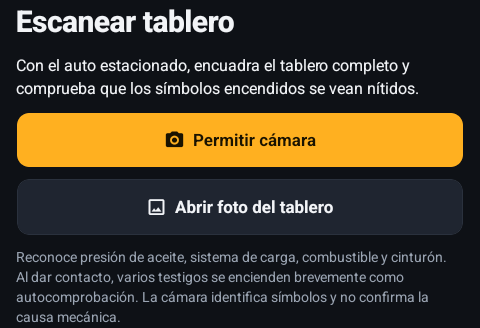 Escanear tablero
Con el auto estacionado, encuadra el tablero completo y
comprueba que los símbolos encendidos se vean nítidos.
Permitir cámara
Abrir foto del tablero
Reconoce presión de aceite, sistema de carga, combustible y cinturón.
Al dar contacto, varios testigos se encienden brevemente como
autocomprobación. La cámara identifica símbolos y no confirma la
causa mecánica.